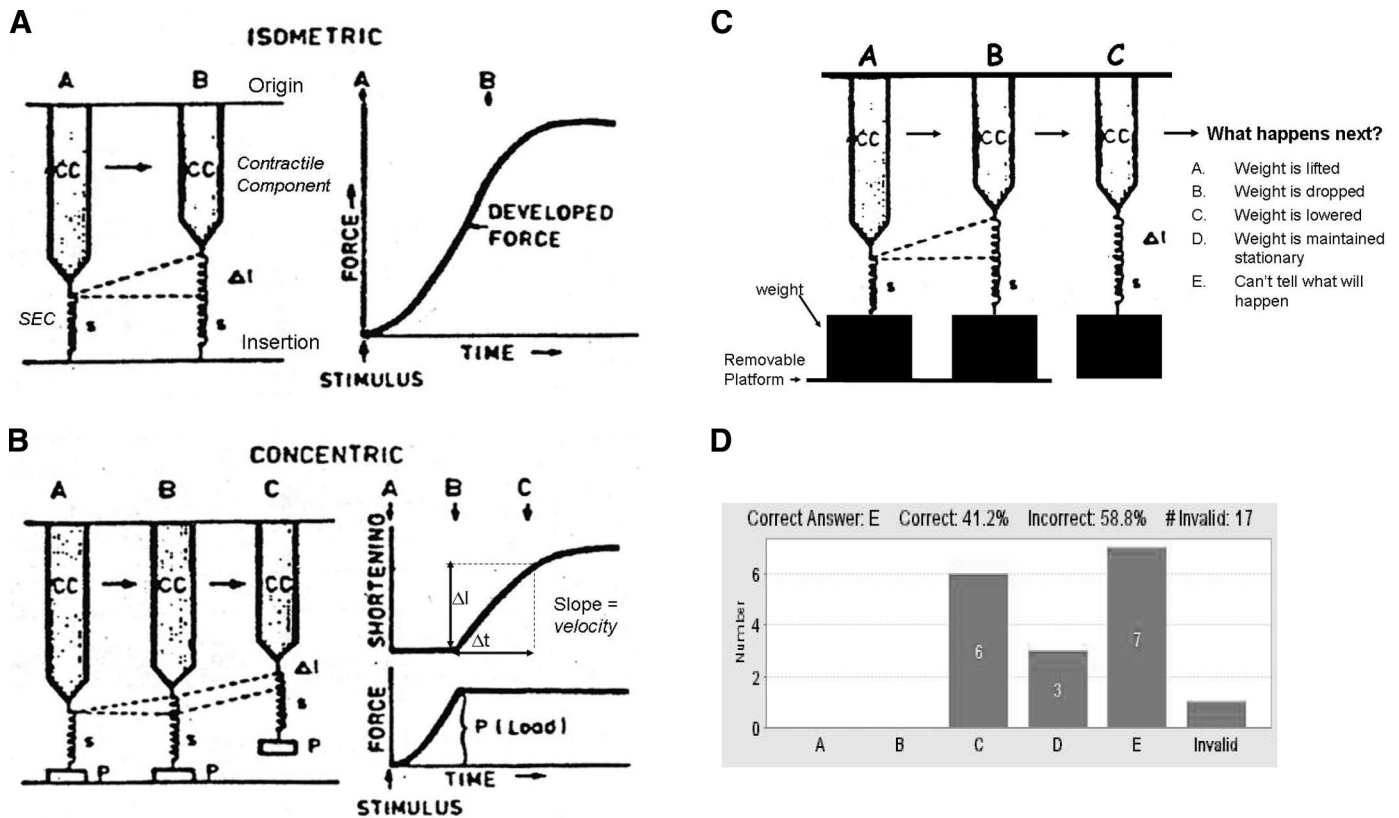 A
ISOMETRIC
A B
Origin
CC CC
Contractile
Component
Δl
SEC
s s
Insertion
A B
FORCE
DEVELOPED
FORCE
TIME
STIMULUS
B
CONCENTRIC
A B C
CC CC CC
Δl
s s s
P P P
A B C
SHORTENING
Δl
Δt
Slope =
velocity
FORCE
P (Load)
TIME
STIMULUS
C
A B C
CC CC CC
What happens next?
A. Weight is lifted
B. Weight is dropped
C. Weight is lowered
D. Weight is maintained
stationary
E. Can't tell what will
happen
Δl
s s s
weight
Removable
Platform
D
Correct Answer: E Correct: 41.2% Incorrect: 58.8% # Invalid: 17
Number
6
4
2
0
6
3
7
A B C D E Invalid